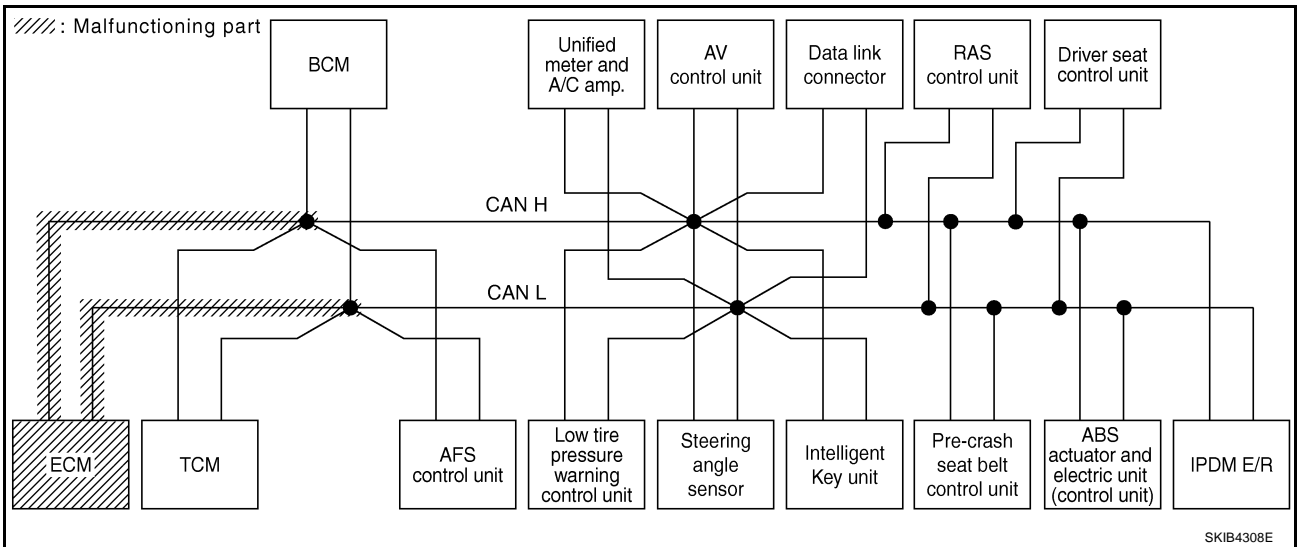 : Malfunctioning part
BCM
Unified
meter and
A/C amp.
AV
control unit
Data link
connector
RAS
control unit
Driver seat
control unit
CAN H
CAN L
ECM
TCM
AFS
control unit
Low tire
pressure
warning
control unit
Steering
angle
sensor
Intelligent
Key unit
Pre-crash
seat belt
control unit
ABS
actuator and
electric unit
(control unit)
IPDM E/R
SKIB4308E